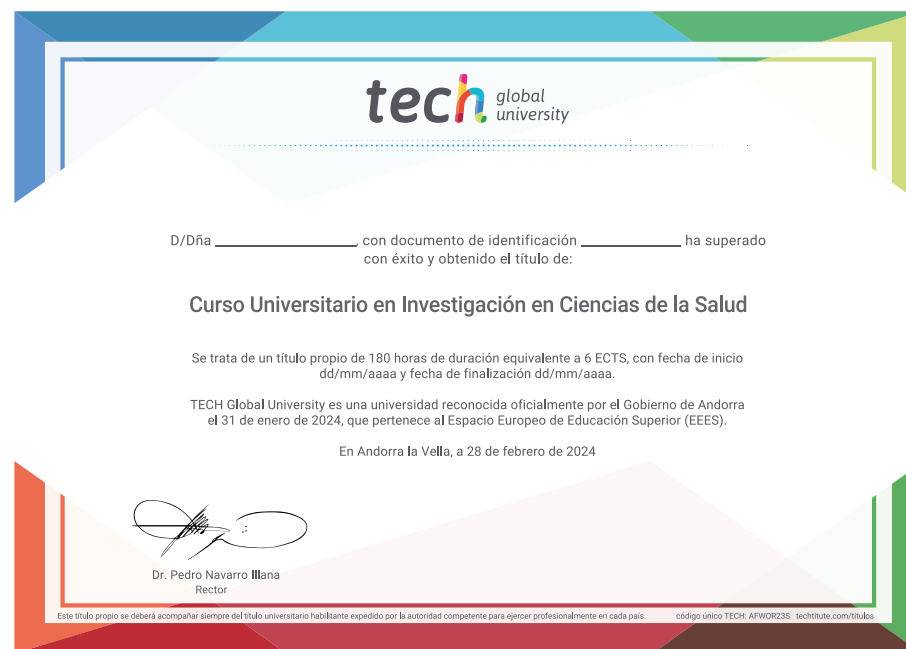 tech global university
D/Dña ______________, con documento de identificación __________ ha superado
con éxito y obtenido el título de:
Curso Universitario en Investigación en Ciencias de la Salud
Se trata de un título propio de 180 horas de duración equivalente a 6 ECTS, con fecha de inicio
dd/mm/aaaa y fecha de finalización dd/mm/aaaa.
TECH Global University es una universidad reconocida oficialmente por el Gobierno de Andorra
el 31 de enero de 2024, que pertenece al Espacio Europeo de Educación Superior (EEES).
En Andorra la Vella, a 28 de febrero de 2024
Dr. Pedro Navarro Illana
Rector
Este título propio se deberá acompañar siempre del título universitario habilitante expedido por la autoridad competente para ejercer profesionalmente en cada país. código único TECH: AFWOR23S techtitute.com/titulos